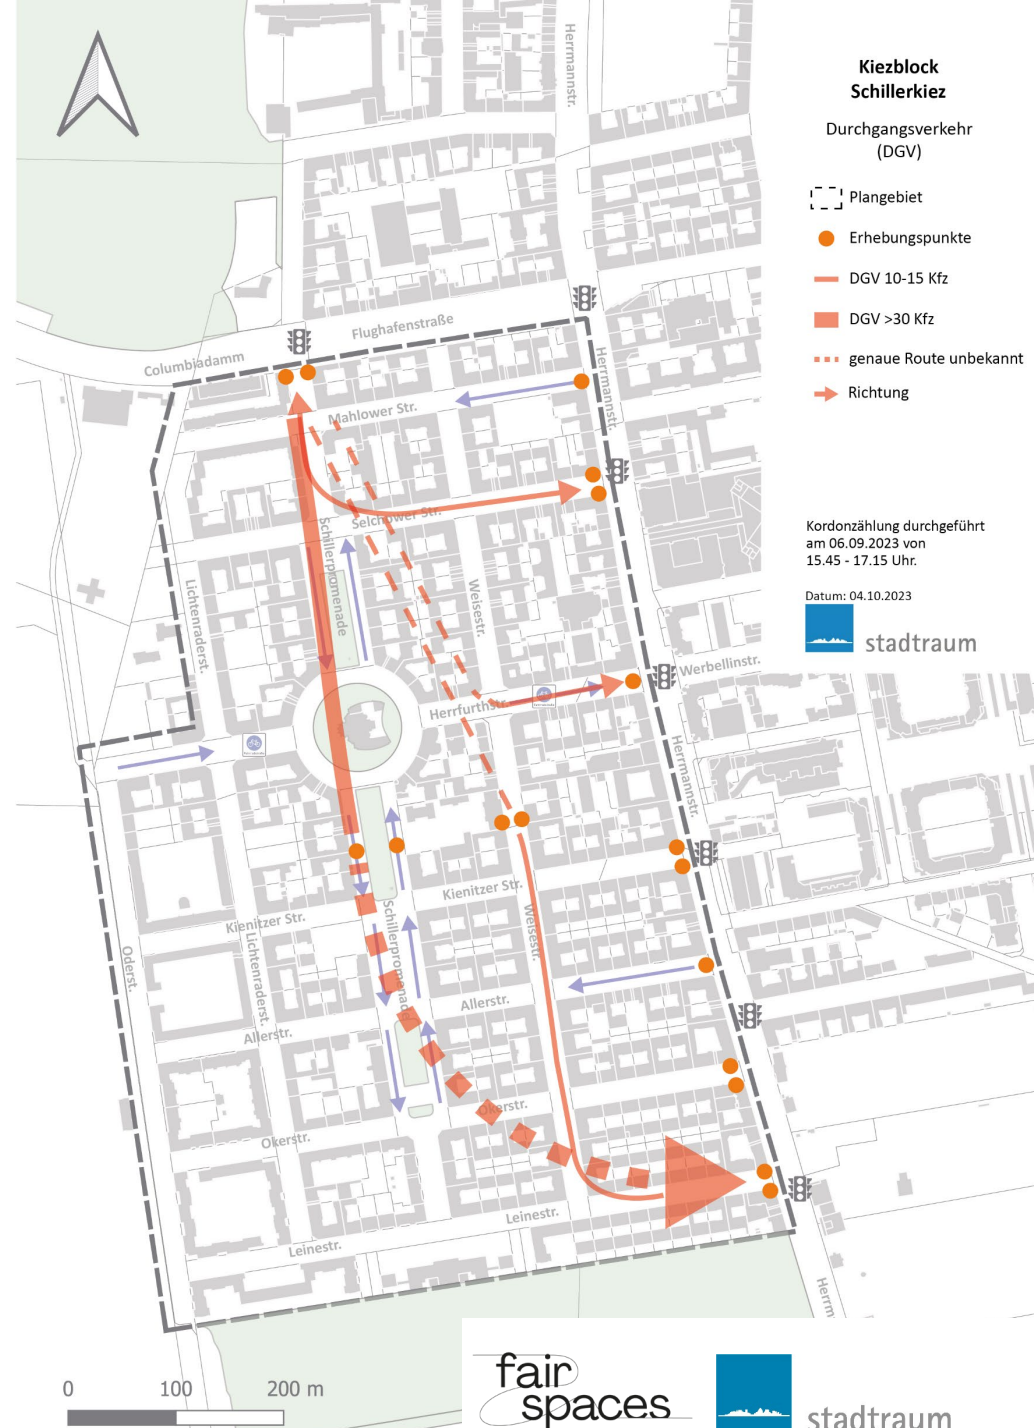 Kiezblock
Schillerkiez
Durchgangsverkehr
(DGV)
Plangebiet
Erhebungspunkte
DGV 10-15 Kfz
DGV >30 Kfz
genaue Route unbekannt
Richtung
Kordonzählung durchgeführt
am 06.09.2023 von
15.45 - 17.15 Uhr.
Datum: 04.10.2023
stadtraum
Herrmannstr.
Flughafenstraße
Columbiadamm
Herrmannstr.
Mahlower Str.
Selchower Str.
Schillerpromenade
Lichtenraderst.
Weisestr.
Werbellinstr.
Herrfurthstr.
Herrmannstr.
Kienitzer Str.
Kienitzer Str.
Schillerpromenade
Weisestr.
Oderst.
Lichtenraderst.
Allerstr.
Allerstr.
Okerstr.
Okerstr.
Leinestr.
Leinestr.
Herrm
0 100 200 m
fair
spaces
stadtraum